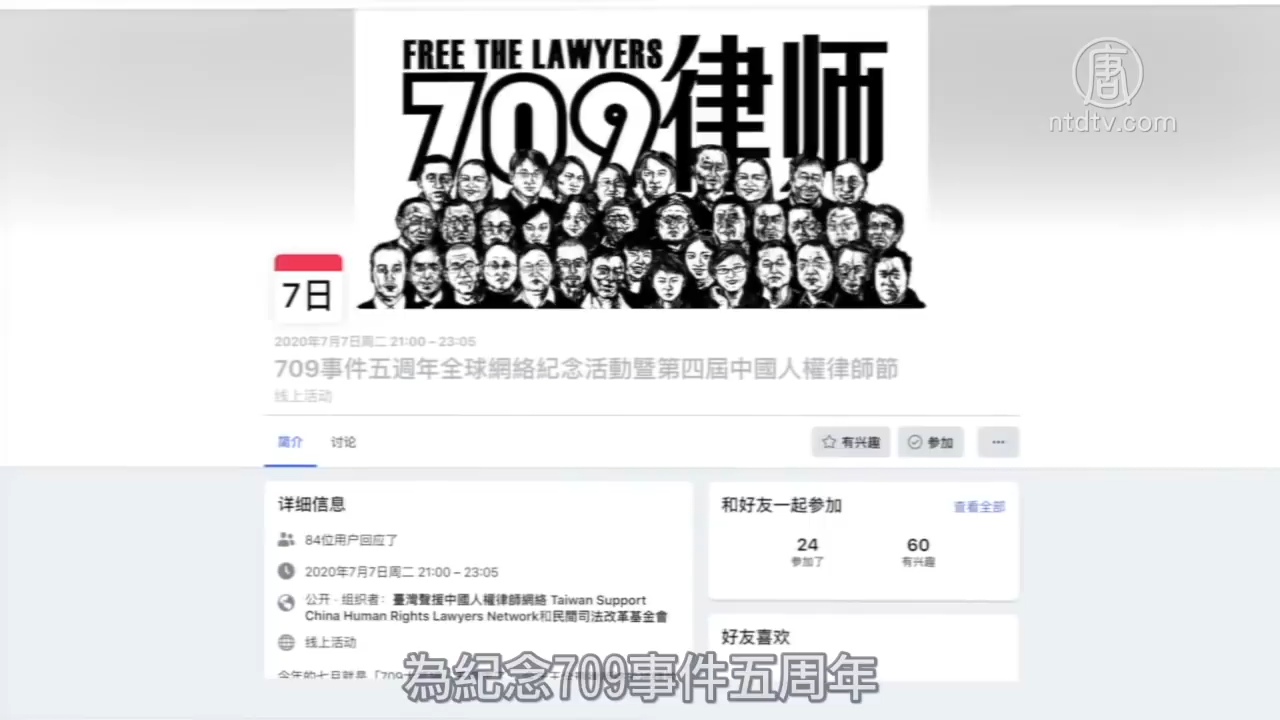 FREE THE LAWYERS
709律师
唐
ntdtv.com
7日
2020年7月7日周二 21:00 – 23:05
709事件五週年全球網絡紀念活動暨第四屆中國人權律師節
线上活动
简介
讨论
有兴趣
参加
...
详细信息
84位用户回应了
2020年7月7日周二 21:00 – 23:05
公开 · 组织者：臺灣聲援中國人權律師網絡 Taiwan Support
China Human Rights Lawyers Network和民間司法改革基金會
线上活动
今年的七月就是「709
和好友一起参加
查看全部
24
参加了
60
有兴趣
好友喜欢
為紀念709事件五周年